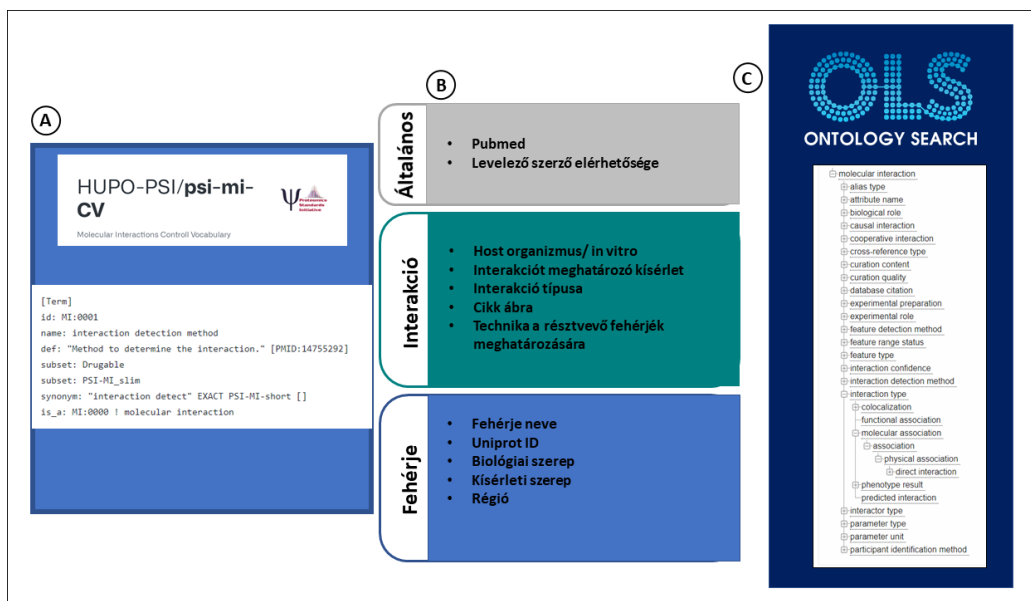 A
HUPO-PSI/psi-mi-
CV
Ψ
Proteomics
Standards
Initiative
Molecular Interactions Controll Vocabulary
[Term]
id: MI:0001
name: interaction detection method
def: "Method to determine the interaction." [PMID:14755292]
subset: Drugable
subset: PSI-MI_slim
synonym: "interaction detect" EXACT PSI-MI-short []
is_a: MI:0000 ! molecular interaction
B
Általános
• Pubmed
• Levelező szerző elérhetősége
Interakció
• Host organizmus/ in vitro
• Interakciót meghatározó kísérlet
• Interakció típusa
• Cikk ábra
• Technika a résztvevő fehérjék
meghatározására
Fehérje
• Fehérje neve
• Uniprot ID
• Biológiai szerep
• Kísérleti szerep
• Régió
C
OLS
ONTOLOGY SEARCH
molecular interaction
alias type
attribute name
biological role
causal interaction
cooperative interaction
cross-reference type
curation content
curation quality
database citation
experimental preparation
experimental role
feature detection method
feature range status
feature type
interaction confidence
interaction detection method
interaction type
colocalization
functional association
molecular association
association
physical association
direct interaction
phenotype result
predicted interaction
interactor type
parameter type
parameter unit
participant identification method